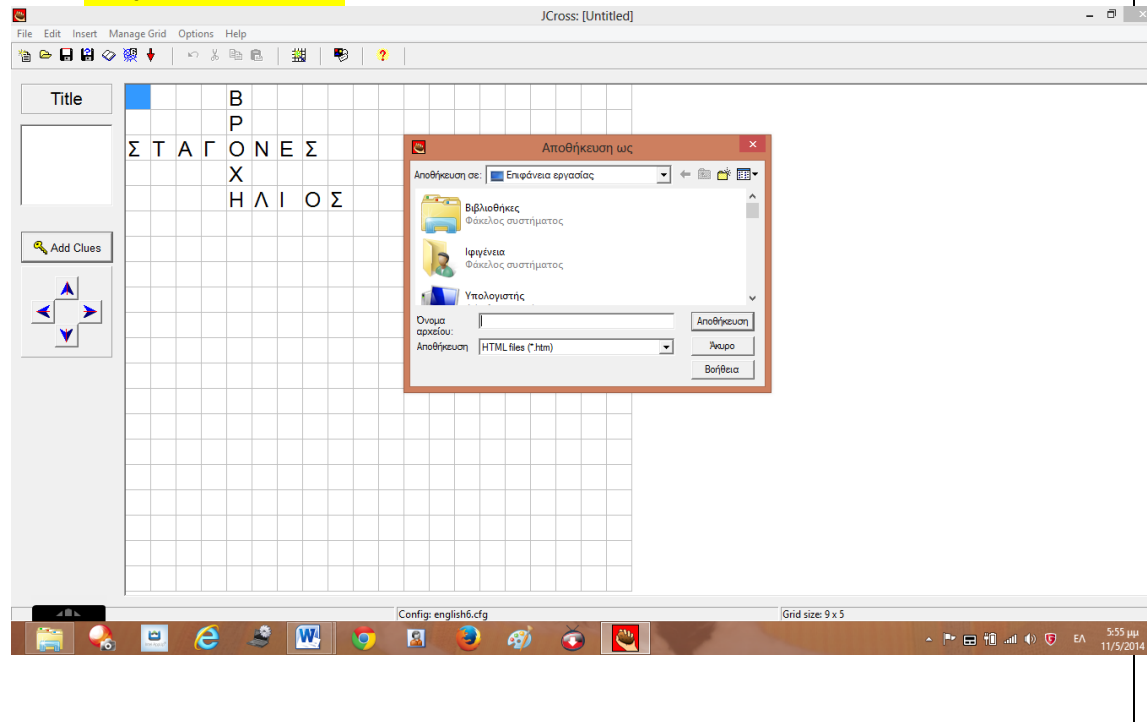 JCross: [Untitled]
File Edit Insert Manage Grid Options Help
Title
Β
Ρ
ΣΤΑΓΟΝΕΣ
Χ
ΗΛΙΟΣ
Add Clues
Αποθήκευση ως
Αποθήκευση σε: Επιφάνεια εργασίας
Βιβλιοθήκες
Φάκελος συστήματος
Ιφιγένεια
Φάκελος συστήματος
Υπολογιστής
Όνομα αρχείου:
Αποθήκευση
Αποθήκευση HTML files (*.htm)
Άκυρο
Βοήθεια
Config: english6.cfg
Grid size: 9 x 5
ΕΛ
5:55 μμ
11/5/2014